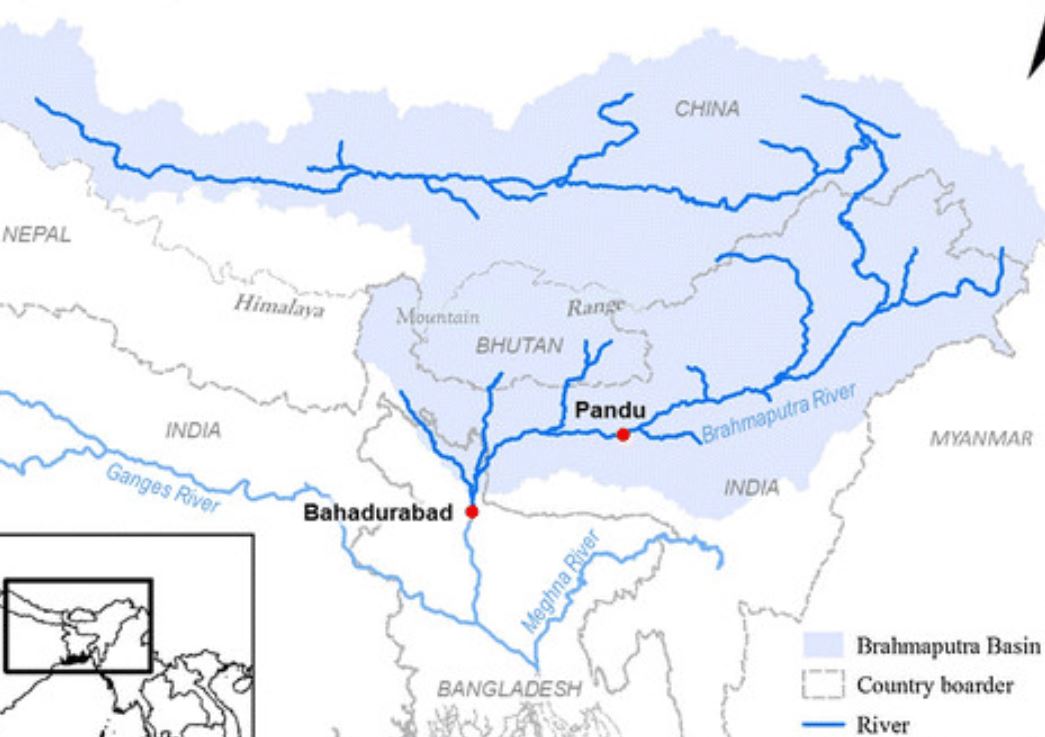 CHINA
NEPAL
Himalaya
Mountain
Range
BHUTAN
Pandu
Brahmaputra River
INDIA
MYANMAR
Ganges River
INDIA
Bahadurabad
Meghna River
BANGLADESH
Brahmaputra Basin
Country boarder
River